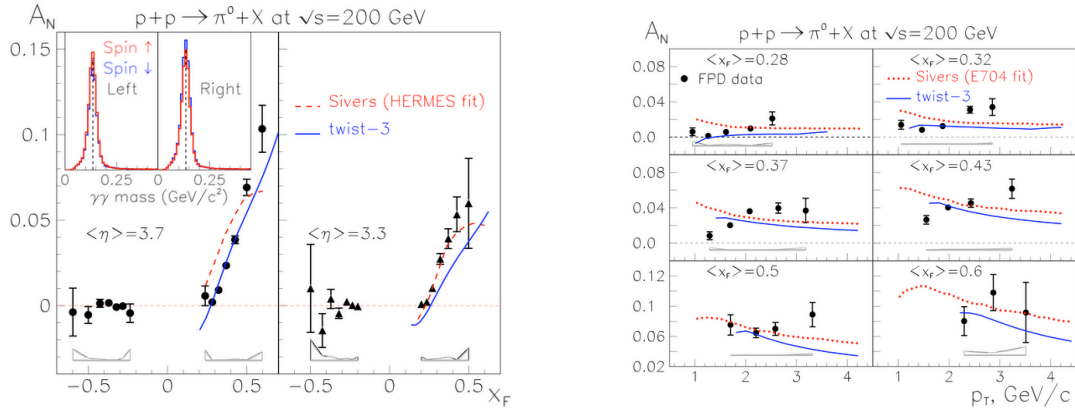 A_N p+p → π⁰+X at √s=200 GeV
Spin ↑
Spin ↓
Left
Right
0.15
0.1
0.05
0
0 0.25 0 0.25
γγ mass (GeV/c²)
Sivers (HERMES fit)
twist-3
<η>=3.7
<η>=3.3
-0.5 0 0.5 -0.5 0 0.5
x_F
A_N p+p → π⁰+X at √s=200 GeV
<x_F>=0.28
<x_F>=0.32
FPD data
Sivers (E704 fit)
twist-3
0.08
0.04
0.0
<x_F>=0.37
<x_F>=0.43
0.08
0.04
0.0
<x_F>=0.5
<x_F>=0.6
0.12
0.10
0.06
0.02
1 2 3 4 1 2 3 4
p_T, GeV/c